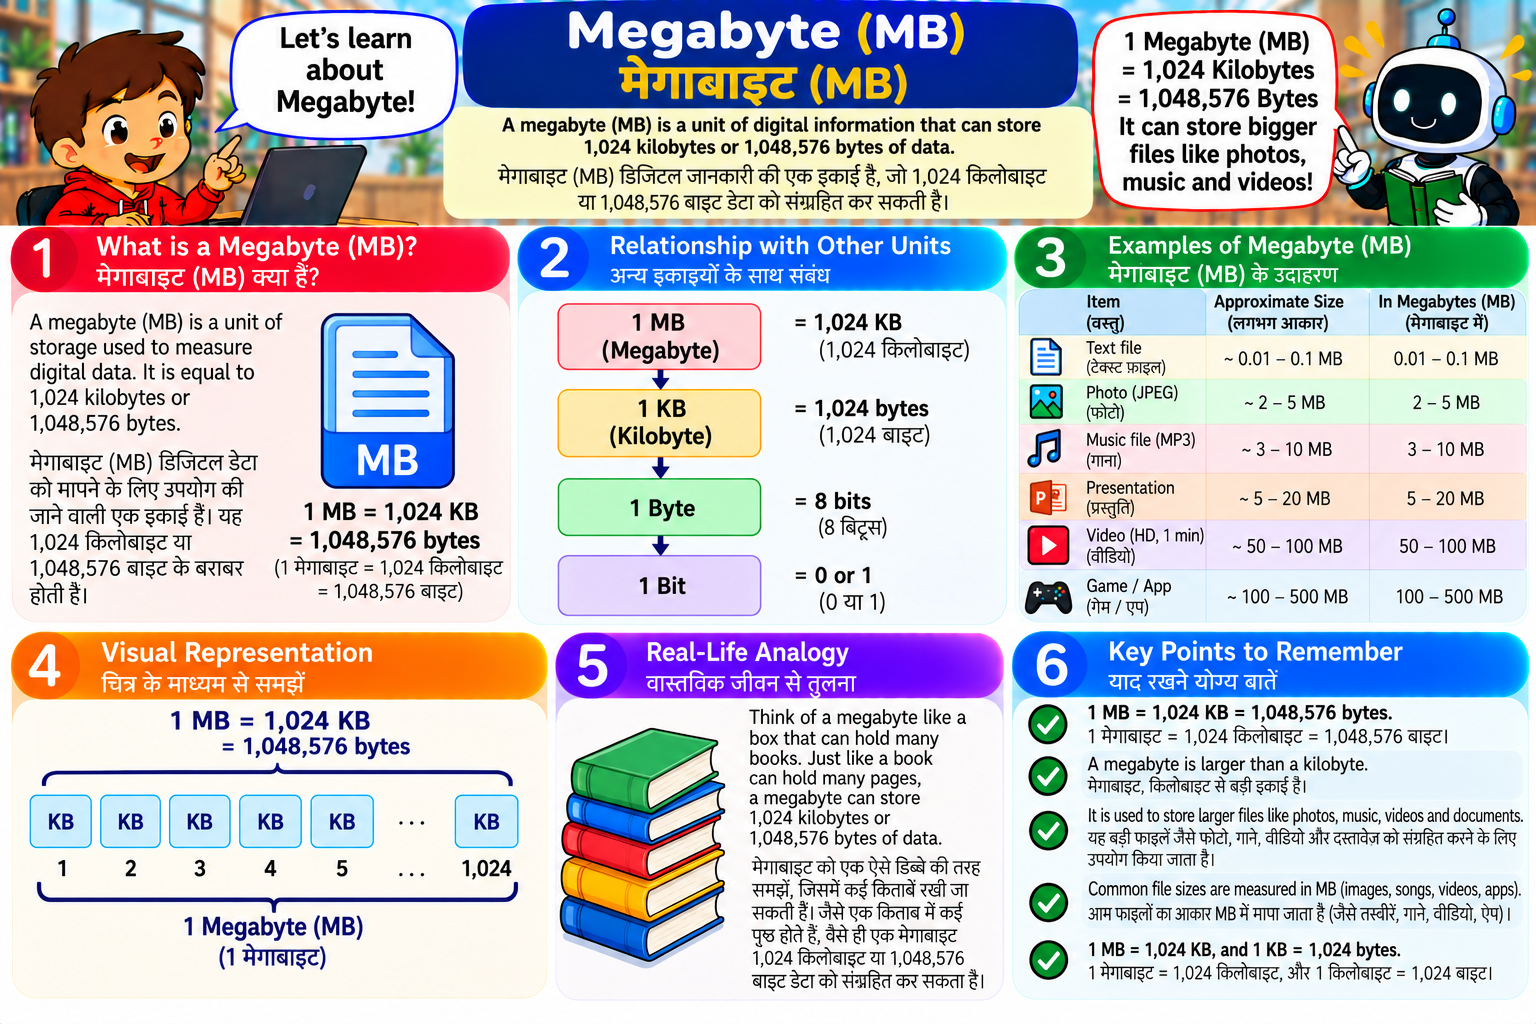 Let's learn
about
Megabyte!
Megabyte (MB)
मेगाबाइट (MB)
A megabyte (MB) is a unit of digital information that can store
1,024 kilobytes or 1,048,576 bytes of data.
मेगाबाइट (MB) डिजिटल जानकारी की एक इकाई है, जो 1,024 किलोबाइट
या 1,048,576 बाइट डेटा को संग्रहित कर सकती है।
1 Megabyte (MB)
= 1,024 Kilobytes
= 1,048,576 Bytes
It can store bigger
files like photos,
music and videos!
1
What is a Megabyte (MB)?
मेगाबाइट (MB) क्या हैं?
A megabyte (MB) is a unit of
storage used to measure
digital data. It is equal to
1,024 kilobytes or
1,048,576 bytes.
मेगाबाइट (MB) डिजिटल डेटा
को मापने के लिए उपयोग की
जाने वाली एक इकाई हैं। यह
1,024 किलोबाइट या
1,048,576 बाइट के बराबर
होती हैं।
MB
1 MB = 1,024 KB
= 1,048,576 bytes
(1 मेगाबाइट = 1,024 किलोबाइट
= 1,048,576 बाइट)
2
Relationship with Other Units
अन्य इकाइयों के साथ संबंध
1 MB
(Megabyte)
= 1,024 KB
(1,024 किलोबाइट)
1 KB
(Kilobyte)
= 1,024 bytes
(1,024 बाइट)
1 Byte
= 8 bits
(8 बिट्स)
1 Bit
= 0 or 1
(0 या 1)
3
Examples of Megabyte (MB)
मेगाबाइट (MB) के उदाहरण
Item
(वस्तु)
Approximate Size
(लगभग आकार)
In Megabytes (MB)
(मेगाबाइट में)
Text file
(टेक्स्ट फ़ाइल)
~ 0.01 – 0.1 MB
0.01 – 0.1 MB
Photo (JPEG)
(फोटो)
~ 2 – 5 MB
2 – 5 MB
Music file (MP3)
(गाना)
~ 3 – 10 MB
3 – 10 MB
P
Presentation
(प्रस्तुति)
~ 5 – 20 MB
5 – 20 MB
Video (HD, 1 min)
(वीडियो)
~ 50 – 100 MB
50 – 100 MB
Game / App
(गेम / एप)
~ 100 – 500 MB
100 – 500 MB
4
Visual Representation
चित्र के माध्यम से समझें
1 MB = 1,024 KB
= 1,048,576 bytes
KB KB KB KB KB ... KB
1 2 3 4 5 ... 1,024
1 Megabyte (MB)
(1 मेगाबाइट)
5
Real-Life Analogy
वास्तविक जीवन से तुलना
Think of a megabyte like a
box that can hold many
books. Just like a book
can hold many pages,
a megabyte can store
1,024 kilobytes or
1,048,576 bytes of data.
मेगाबाइट को एक ऐसे डिब्बे की तरह
समझें, जिसमें कई किताबें रखी जा
सकती हैं। जैसे एक किताब में कई
पृष्ठ होते हैं, वैसे ही एक मेगाबाइट
1,024 किलोबाइट या 1,048,576
बाइट डेटा को संग्रहित कर सकता है।
6
Key Points to Remember
याद रखने योग्य बातें
1 MB = 1,024 KB = 1,048,576 bytes.
1 मेगाबाइट = 1,024 किलोबाइट = 1,048,576 बाइट।
A megabyte is larger than a kilobyte.
मेगाबाइट, किलोबाइट से बड़ी इकाई है।
It is used to store larger files like photos, music, videos and documents.
यह बड़ी फाइलें जैसे फोटो, गाने, वीडियो और दस्तावेज़ को संग्रहित करने के लिए
उपयोग किया जाता है।
Common file sizes are measured in MB (images, songs, videos, apps).
आम फाइलों का आकार MB में मापा जाता है (जैसे तस्वीरें, गाने, वीडियो, ऐप)।
1 MB = 1,024 KB, and 1 KB = 1,024 bytes.
1 मेगाबाइट = 1,024 किलोबाइट, और 1 किलोबाइट = 1,024 बाइट।